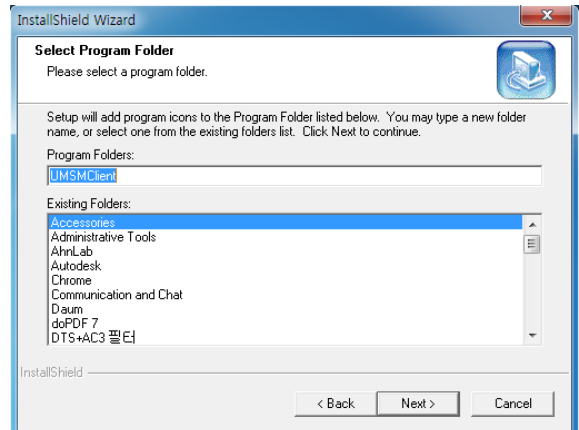 InstallShield Wizard
Select Program Folder
Please select a program folder.
Setup will add program icons to the Program Folder listed below. You may type a new folder
name, or select one from the existing folders list. Click Next to continue.
Program Folders:
UMSMClient
Existing Folders:
Accessories
Administrative Tools
AhnLab
Autodesk
Chrome
Communication and Chat
Daum
doPDF 7
DTS+AC3 필터
InstallShield
< Back Next > Cancel